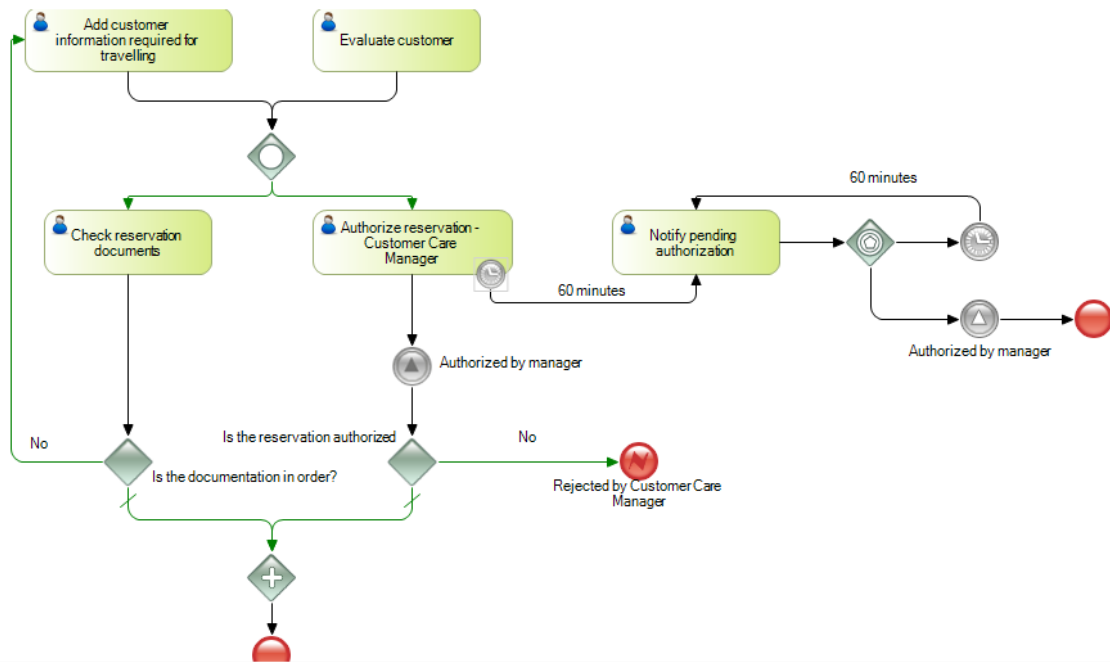 Add customer
information required for
travelling
Evaluate customer
60 minutes
Check reservation
documents
Authorize reservation -
Customer Care
Manager
Notify pending
authorization
60 minutes
Authorized by manager
Authorized by manager
Is the reservation authorized
No
No
Is the documentation in order?
Rejected by Customer Care
Manager